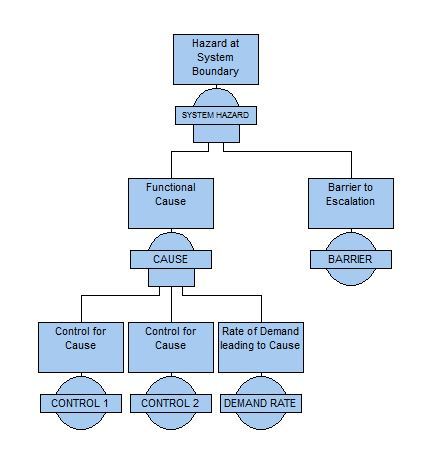 Hazard at
System
Boundary
SYSTEM HAZARD
Functional
Cause
Barrier to
Escalation
CAUSE
BARRIER
Control for
Cause
Control for
Cause
Rate of Demand
leading to Cause
CONTROL 1
CONTROL 2
DEMAND RATE